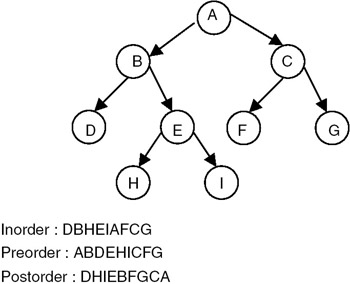 A
B C
D E F G
H I
Inorder : DBHEIAFCG
Preorder : ABDEHICFG
Postorder : DHIEBFGCA